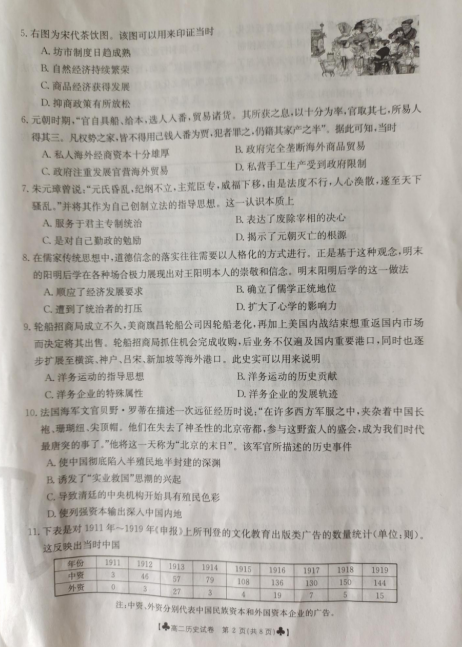 5. 右图为宋代茶饮图。该图可以用来印证当时
A. 坊市制度日趋成熟
B. 自然经济持续繁荣
C. 商品经济获得发展
D. 抑商政策有所放松
6. 元朝时期,“官自具船、给本,选人入番,贸易诸货。其所获之息,以十分为率,官取其七,所易人
得其三。凡权势之家,皆不得用己钱入番为贾,犯者罪之,仍籍其家产之半”。据此可知,当时
A. 私人海外经商资本十分雄厚 B. 政府完全垄断海外商品贸易
C. 政府注重发展官营海外贸易 D. 私营手工生产受到政府限制
7. 朱元璋曾说:“元氏昏乱,纪纲不立,主荒臣专,威福下移,由是法度不行,人心涣散,遂至天下
骚乱。”并将其作为自己创制立法的指导思想。这一认识本质上
A. 服务于君主专制统治 B. 表达了废除宰相的决心
C. 是对自己勤政的勉励 D. 揭示了元朝灭亡的根源
8. 在儒家传统思想中,道德信念的落实往往需要以人格化的方式进行。正是基于这种观念,明末
的阳明后学在各种场合极力展现出对王阳明本人的崇敬和信念。明末阳明后学的这一做法
A. 顺应了经济发展要求 B. 确立了儒学正统地位
C. 遭到了统治者的打压 D. 扩大了心学的影响力
9. 轮船招商局成立不久,美商旗昌轮船公司因轮船老化,再加上美国内战结束想重返国内市场
而决定将其出售。轮船招商局抓住机会完成收购,后业务不仅遍及国内重要港口,同时也逐
步扩展至横滨、神户、吕宋、新加坡等海外港口。此史实可以用来说明
A. 洋务运动的指导思想 B. 洋务运动的历史贡献
C. 洋务企业的特殊属性 D. 洋务企业的发展轨迹
10. 法国海军文官贝野·罗蒂在描述一次远征经历时说:“在许多西方军服之中,夹杂着中国长
袍、珊瑚纽、尖顶帽。他们在失了神圣性的北京帝都,参与这野蛮人的盛会,成为我们时代
最唐突的事了。”他将这一天称为“北京的末日”。该军官所描述的历史事件
A. 使中国彻底陷入半殖民地半封建的深渊
B. 诱发了“实业救国”思潮的兴起
C. 导致清廷的中央机构开始具有殖民色彩
D. 使列强资本输出深入中国内地
11. 下表是对1911年~1919年《申报》上所刊登的文化教育出版类广告的数量统计(单位:则)。
这反映出当时中国
年份 1911 1912 1913 1914 1915 1916 1917 1918 1919
中资 3 46 57 79 108 136 130 150 144
外资 0 3 27 3 4 19 7 5 15
注:中资、外资分别代表中国民族资本和外国资本企业的广告。
【♣高二历史试卷 第 2 页(共 8 页)♣】